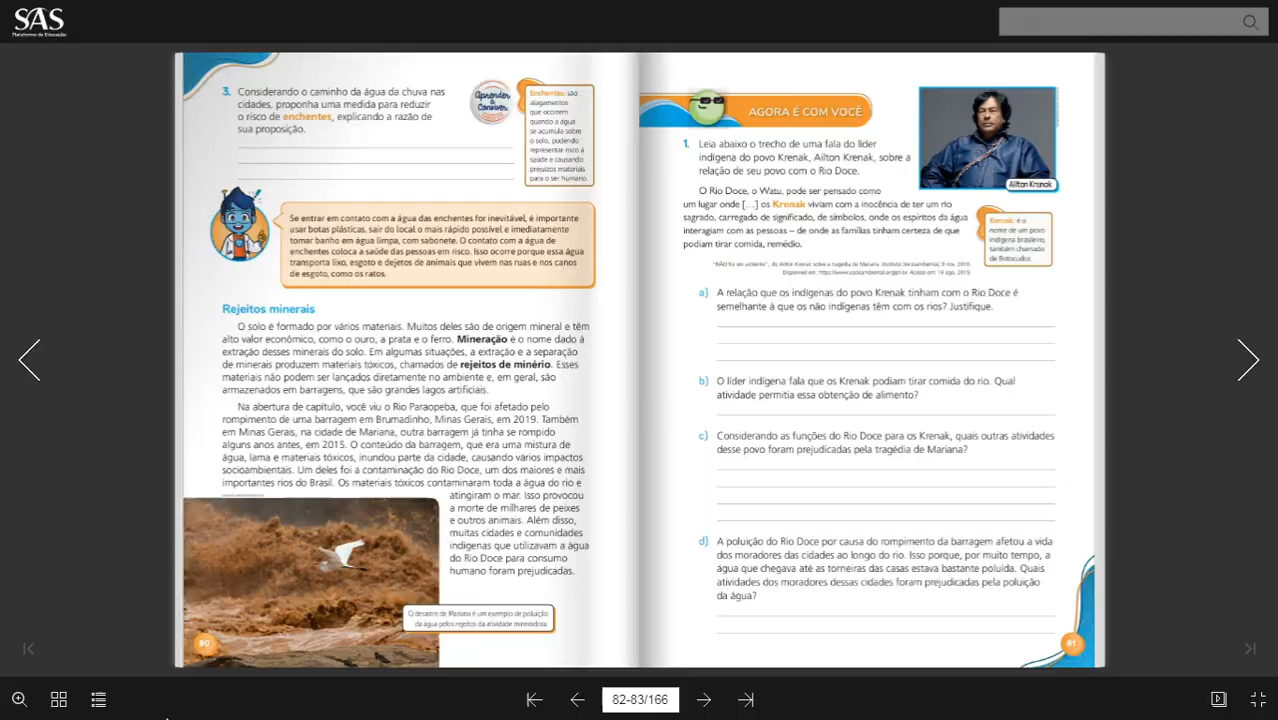 SAS
Plataforma de Educação
3. Considerando o caminho da água da chuva nas
cidades, proponha uma medida para reduzir
o risco de enchentes, explicando a razão de
sua proposição.
Aprender
&
Conviver
Enchentes: são
alagamentos
que ocorrem
quando a água
se acumula sobre
o solo, podendo
representar risco à
saúde e causando
prejuízos materiais
para o ser humano
Se entrar em contato com a água das enchentes for inevitável, é importante
usar botas plásticas, sair do local o mais rápido possível e imediatamente
tomar banho em água limpa, com sabonete. O contato com a água de
enchentes coloca a saúde das pessoas em risco. Isso ocorre porque essa água
transporta lixo, esgoto e dejetos de animais que vivem nas ruas e nos canos
de esgoto, como os ratos.
Rejeitos minerais
O solo é formado por vários materiais. Muitos deles são de origem mineral e têm
alto valor econômico, como o ouro, a prata e o ferro. Mineração é o nome dado à
extração desses minerais do solo. Em algumas situações, a extração e a separação
de minerais produzem materiais tóxicos, chamados de rejeitos de minério. Esses
materiais não podem ser lançados diretamente no ambiente e, em geral, são
armazenados em barragens, que são grandes lagos artificiais.
Na abertura de capítulo, você viu o Rio Paraopeba, que foi afetado pelo
rompimento de uma barragem em Brumadinho, Minas Gerais, em 2019. Também
em Minas Gerais, na cidade de Mariana, outra barragem já tinha se rompido
alguns anos antes, em 2015. O conteúdo da barragem, que era uma mistura de
água, lama e materiais tóxicos, inundou parte da cidade, causando vários impactos
socioambientais. Um deles foi a contaminação do Rio Doce, um dos maiores e mais
importantes rios do Brasil. Os materiais tóxicos contaminaram toda a água do rio e
atingiram o mar. Isso provocou
a morte de milhares de peixes
e outros animais. Além disso,
muitas cidades e comunidades
indígenas que utilizavam a água
do Rio Doce para consumo
humano foram prejudicadas.
O desastre de Mariana é um exemplo de poluição
da água pelos rejeitos da atividade mineradora
80
AGORA É COM VOCÊ
1. Leia abaixo o trecho de uma fala do líder
indígena do povo Krenak, Ailton Krenak, sobre a
relação de seu povo com o Rio Doce.
Ailton Krenak
O Rio Doce, o Watu, pode ser pensado como
um lugar onde [...] os Krenak viviam com a inocência de ter um rio
sagrado, carregado de significado, de símbolos, onde os espíritos da água
interagiam com as pessoas – de onde as famílias tinham certeza de que
podiam tirar comida, remédio.
Krenak: é o
nome de um povo
indígena brasileiro,
também chamado
de Botocudos
"NÃO foi um acidente", diz Ailton Krenak sobre a tragédia de Mariana. Instituto Socioambiental, 9 nov. 2016.
Disponível em: Acesso em: 14 ago. 2019.
a) A relação que os indígenas do povo Krenak tinham com o Rio Doce é
semelhante à que os não indígenas têm com os rios? Justifique.
b) O líder indígena fala que os Krenak podiam tirar comida do rio. Qual
atividade permitia essa obtenção de alimento?
c) Considerando as funções do Rio Doce para os Krenak, quais outras atividades
desse povo foram prejudicadas pela tragédia de Mariana?
d) A poluição do Rio Doce por causa do rompimento da barragem afetou a vida
dos moradores das cidades ao longo do rio. Isso porque, por muito tempo, a
água que chegava até as torneiras das casas estava bastante poluída. Quais
atividades dos moradores dessas cidades foram prejudicadas pela poluição
da água?
81
82-83/166